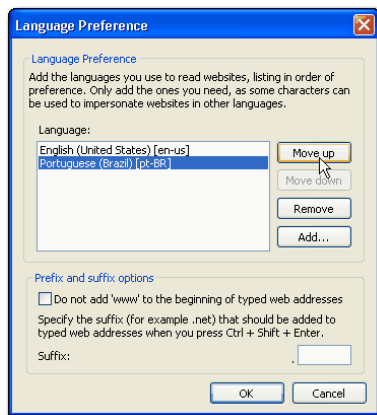 Language Preference
Language Preference
Add the languages you use to read websites, listing in order of
preference. Only add the ones you need, as some characters can
be used to impersonate websites in other languages.
Language:
English (United States) [en-us]
Portuguese (Brazil) [pt-BR]
Move up
Move down
Remove
Add...
Prefix and suffix options
Do not add 'www' to the beginning of typed web addresses
Specify the suffix (for example .net) that should be added to
typed web addresses when you press Ctrl + Shift + Enter.
Suffix: .
OK Cancel